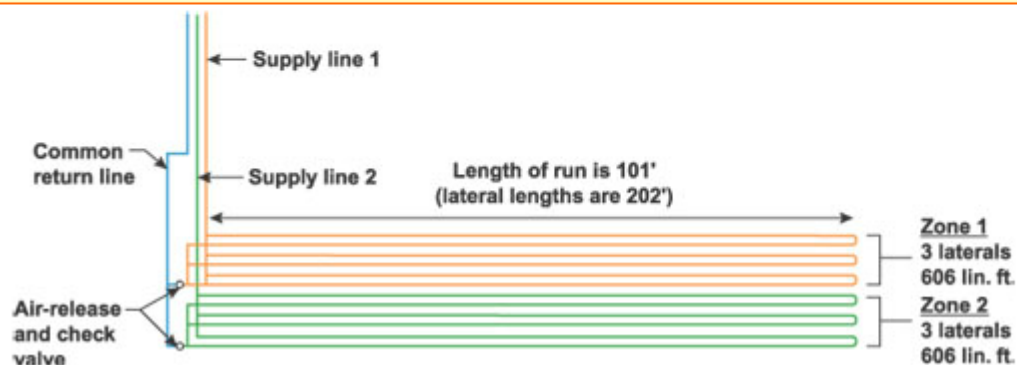 Supply line 1
Common
return line
Supply line 2
Length of run is 101'
(lateral lengths are 202')
Zone 1
3 laterals
606 lin. ft.
Air-release
and check
valve
Zone 2
3 laterals
606 lin. ft.